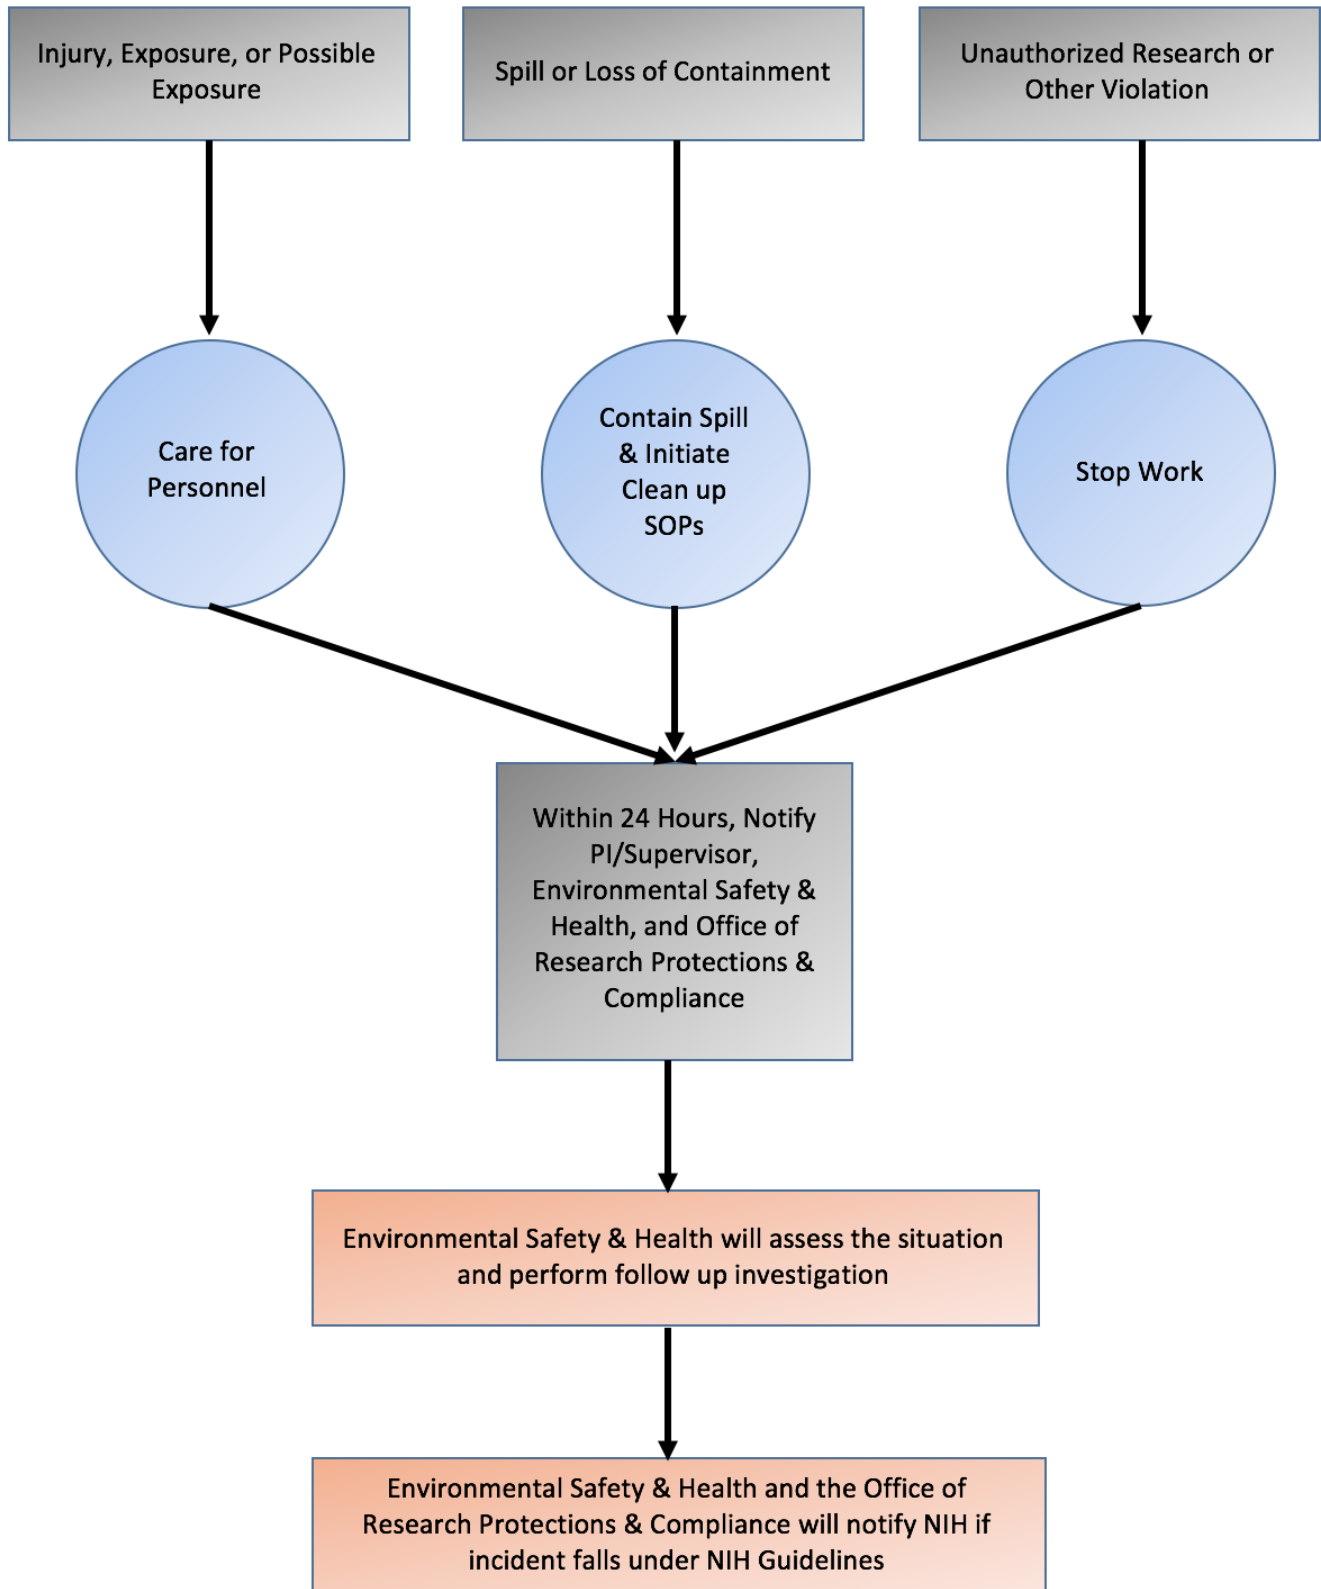 Injury, Exposure, or Possible
Exposure
Spill or Loss of Containment
Unauthorized Research or
Other Violation
Care for
Personnel
Contain Spill
& Initiate
Clean up
SOPs
Stop Work
Within 24 Hours, Notify
PI/Supervisor,
Environmental Safety &
Health, and Office of
Research Protections &
Compliance
Environmental Safety & Health will assess the situation
and perform follow up investigation
Environmental Safety & Health and the Office of
Research Protections & Compliance will notify NIH if
incident falls under NIH Guidelines